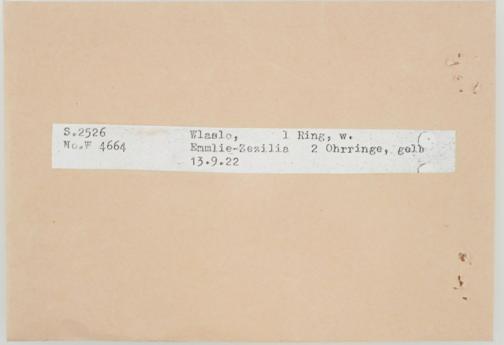 S.2526 Wlaslo, 1 Ring, w.
No.F 4664 Emmlie-Zezilia 2 Ohrringe, gelb
13.9.22